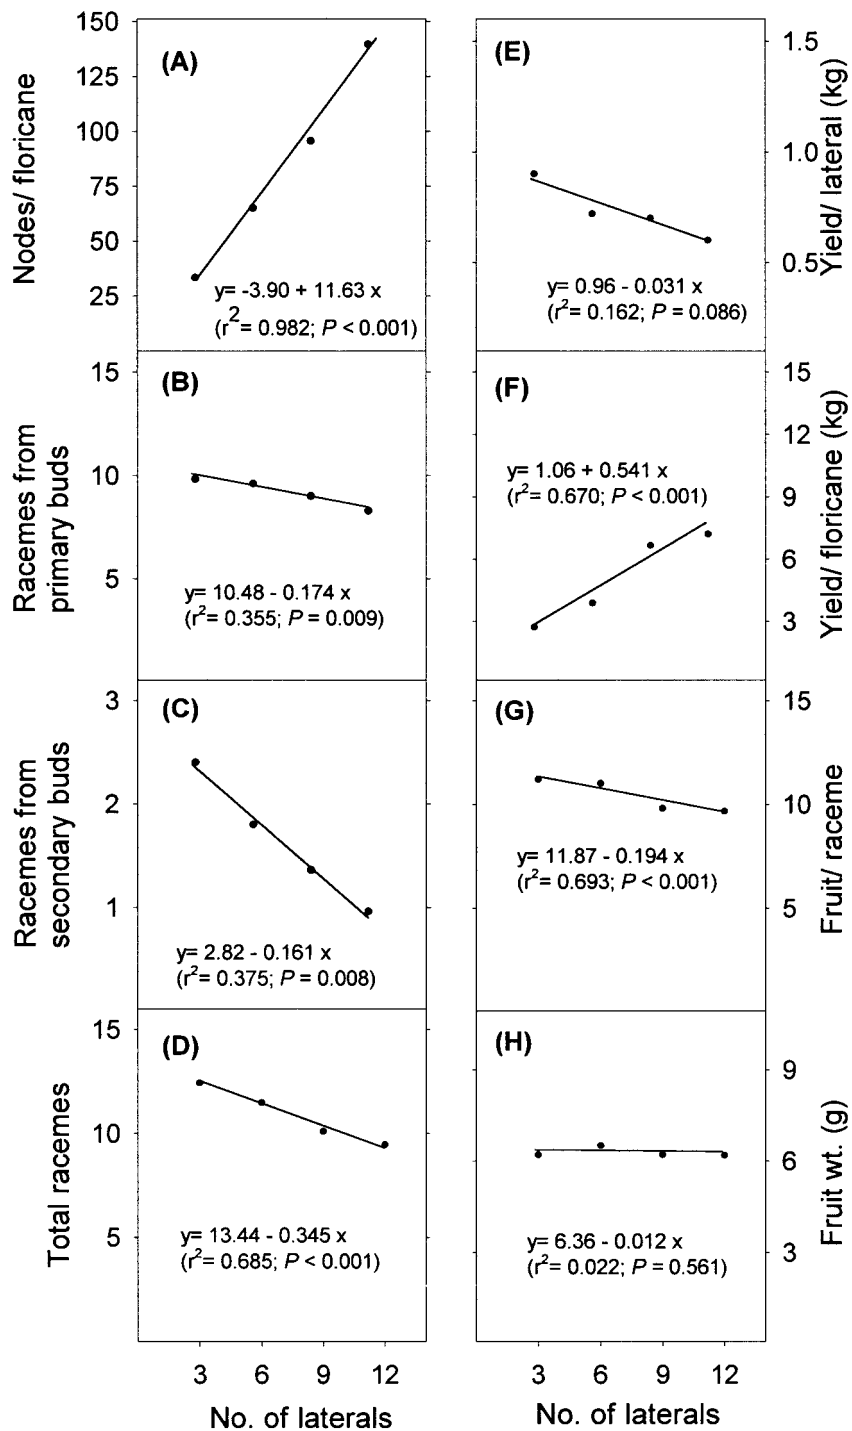 150
125
100
75
50
25
Nodes/ floricane
(A)
y= -3.90 + 11.63 x
(r2= 0.982; P < 0.001)
15
10
5
Racemes from
primary buds
(B)
y= 10.48 - 0.174 x
(r2= 0.355; P = 0.009)
3
2
1
Racemes from
secondary buds
(C)
y= 2.82 - 0.161 x
(r2= 0.375; P = 0.008)
15
10
5
Total racemes
(D)
y= 13.44 - 0.345 x
(r2= 0.685; P < 0.001)
3 6 9 12
No. of laterals
(E)
1.5
1.0
0.5
Yield/ lateral (kg)
y= 0.96 - 0.031 x
(r2= 0.162; P = 0.086)
(F)
15
12
9
6
3
Yield/ floricane (kg)
y= 1.06 + 0.541 x
(r2= 0.670; P < 0.001)
(G)
15
10
5
Fruit/ raceme
y= 11.87 - 0.194 x
(r2= 0.693; P < 0.001)
(H)
9
6
3
Fruit wt. (g)
y= 6.36 - 0.012 x
(r2= 0.022; P = 0.561)
3 6 9 12
No. of laterals